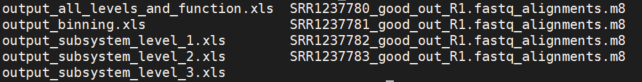 output_all_levels_and_function.xls  SRR1237780_good_out_R1.fastq_alignments.m8
output_binning.xls                  SRR1237781_good_out_R1.fastq_alignments.m8
output_subsystem_level_1.xls        SRR1237782_good_out_R1.fastq_alignments.m8
output_subsystem_level_2.xls        SRR1237783_good_out_R1.fastq_alignments.m8
output_subsystem_level_3.xls